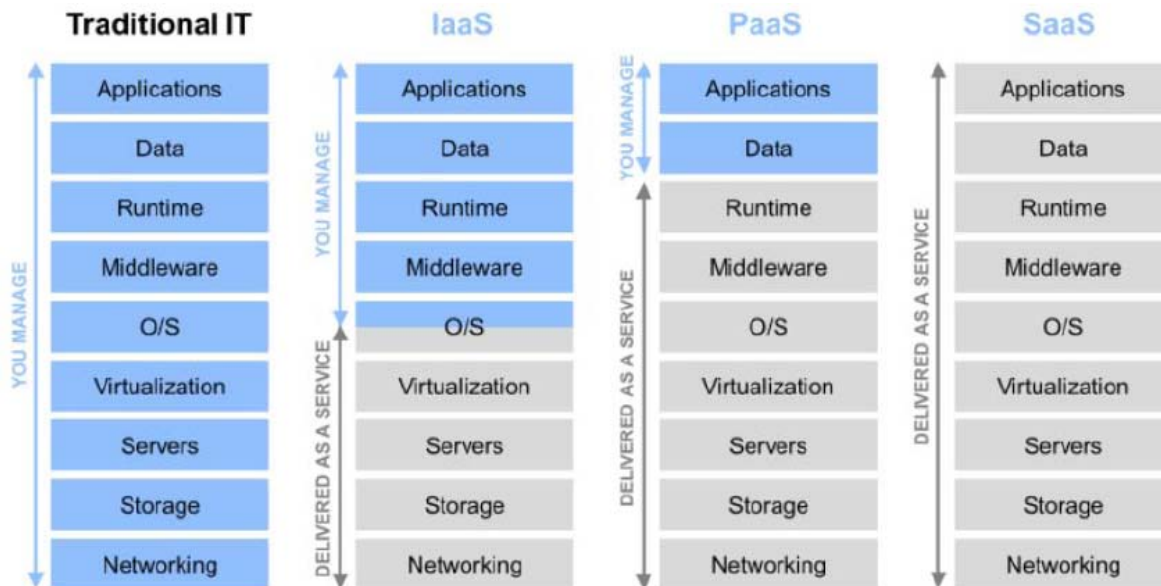 Traditional IT
IaaS
PaaS
SaaS
YOU MANAGE
Applications
Data
Runtime
Middleware
O/S
Virtualization
Servers
Storage
Networking
YOU MANAGE
DELIVERED AS A SERVICE
Applications
Data
Runtime
Middleware
O/S
Virtualization
Servers
Storage
Networking
YOU MANAGE
DELIVERED AS A SERVICE
Applications
Data
Runtime
Middleware
O/S
Virtualization
Servers
Storage
Networking
DELIVERED AS A SERVICE
Applications
Data
Runtime
Middleware
O/S
Virtualization
Servers
Storage
Networking